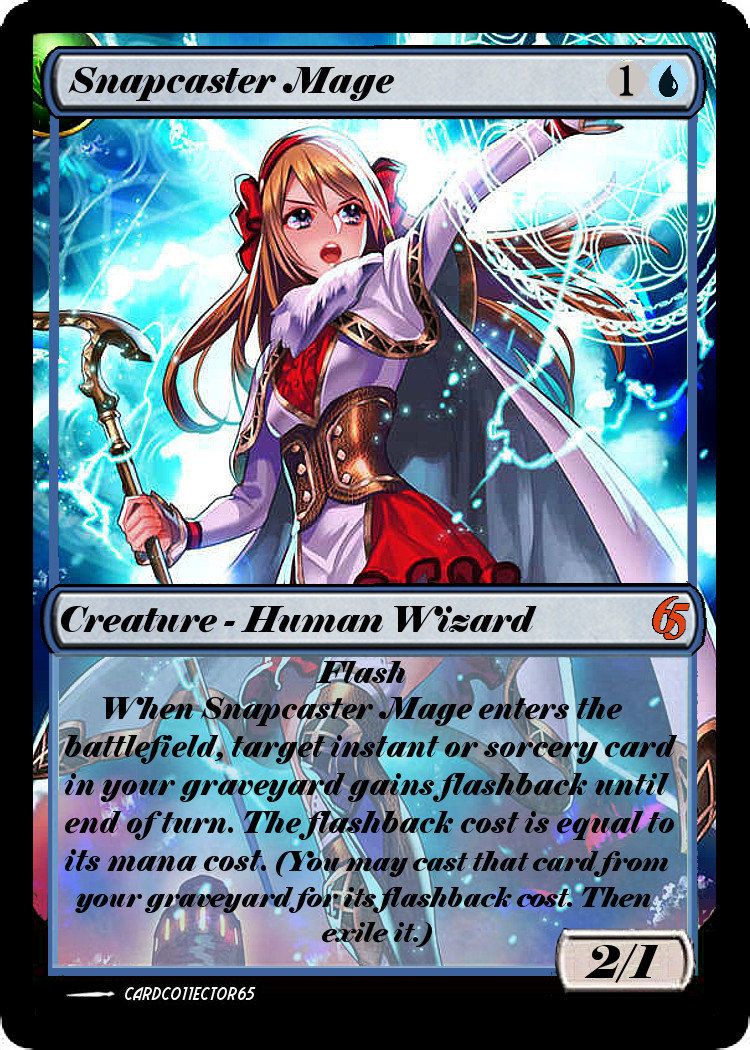 Snapcaster Mage 1
Creature - Human Wizard 65
Flash
When Snapcaster Mage enters the
battlefield, target instant or sorcery card
in your graveyard gains flashback until
end of turn. The flashback cost is equal to
its mana cost. (You may cast that card from
your graveyard for its flashback cost. Then
exile it.)
2/1
CARDCO11ECTOR65